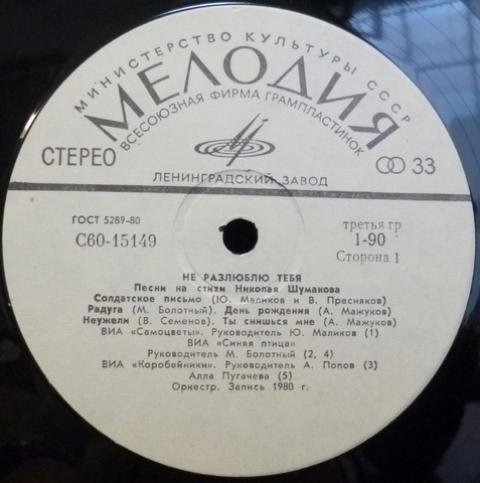 МИНИСТЕРСТВО КУЛЬТУРЫ СССР
МЕЛОДИЯ
ВСЕСОЮЗНАЯ ФИРМА ГРАМПЛАСТИНОК
СТЕРЕО
33
ЛЕНИНГРАДСКИЙ ЗАВОД
ГОСТ 5289-80
третья гр
С60-15149
1-90
Сторона 1
НЕ РАЗЛЮБЛЮ ТЕБЯ
Песни на стихи Николая Шумакова
Солдатское письмо (Ю. Маликов и В. Пресняков)
Радуга (М. Болотный). День рождения (А. Мажуков)
Неужели (В. Семенов). Ты снишься мне (А. Мажуков)
ВИА «Самоцветы». Руководитель Ю. Маликов (1)
ВИА «Синяя птица»
Руководитель М. Болотный (2, 4)
ВИА «Коробейники». Руководитель А. Попов (3)
Алла Пугачева (5)
Оркестр. Запись 1980 г.